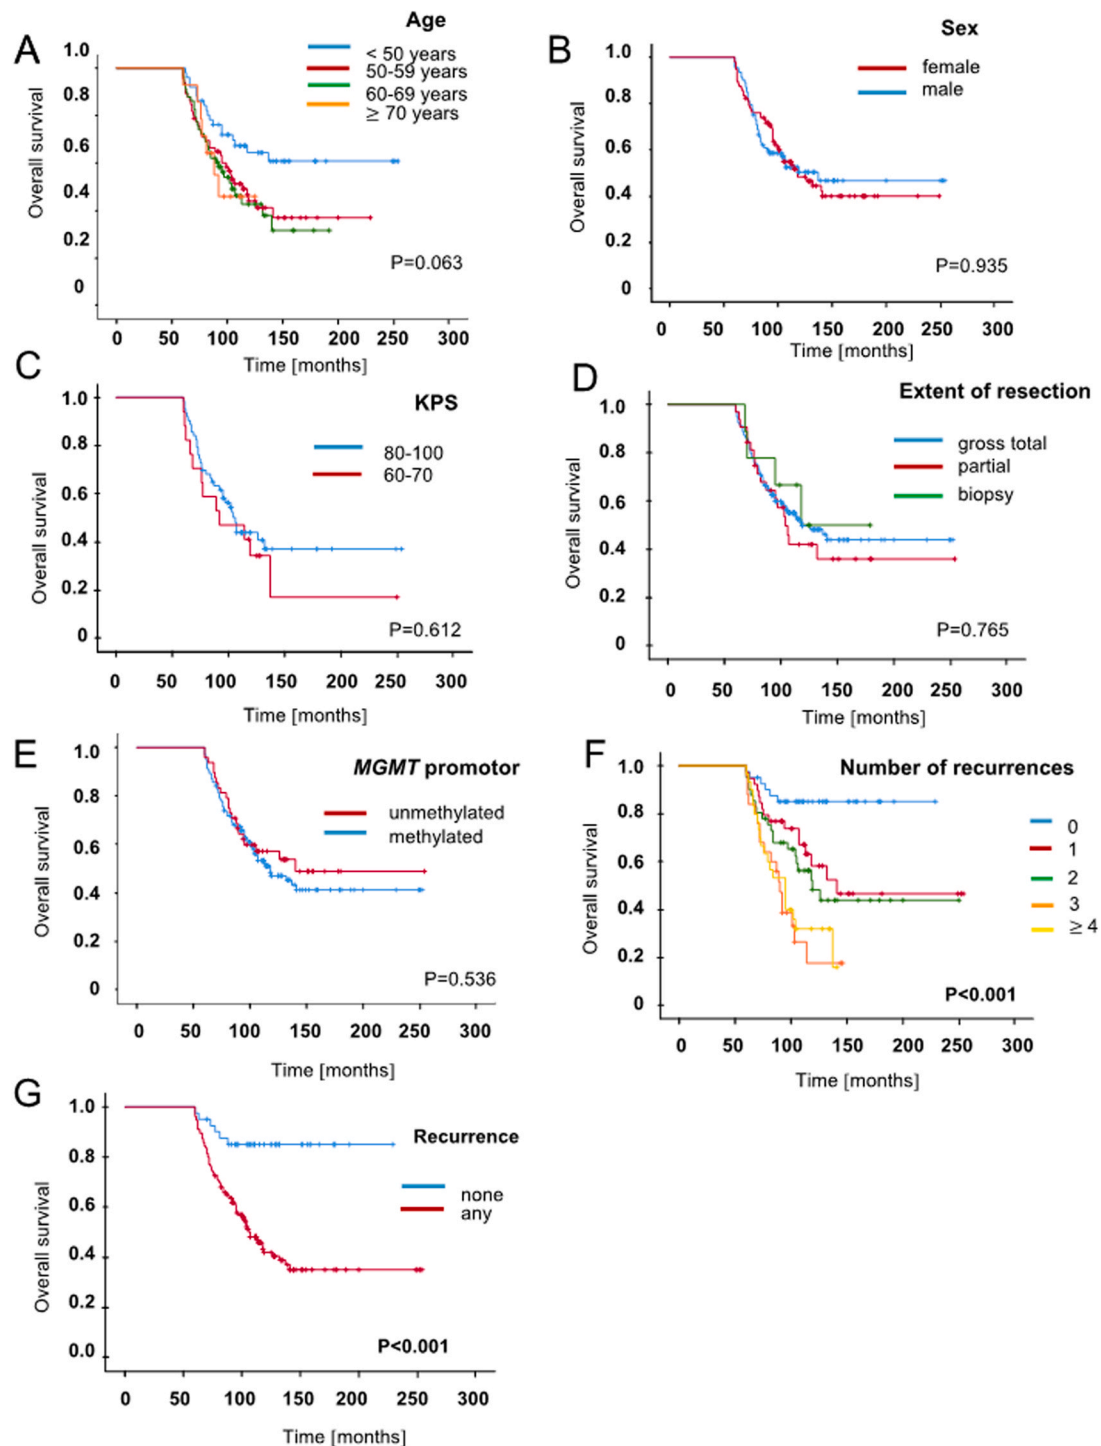 A
Age
< 50 years
50-59 years
60-69 years
≥ 70 years
1.0
0.8
0.6
0.4
0.2
0
Overall survival
P=0.063
0 50 100 150 200 250 300
Time [months]
B
Sex
female
male
1.0
0.8
0.6
0.4
0.2
0
Overall survival
P=0.935
0 50 100 150 200 250 300
Time [months]
C
KPS
80-100
60-70
1.0
0.8
0.6
0.4
0.2
0
Overall survival
P=0.612
0 50 100 150 200 250 300
Time [months]
D
Extent of resection
gross total
partial
biopsy
1.0
0.8
0.6
0.4
0.2
0
Overall survival
P=0.765
0 50 100 150 200 250 300
Time [months]
E
MGMT promotor
unmethylated
methylated
1.0
0.8
0.6
0.4
0.2
0
Overall survival
P=0.536
0 50 100 150 200 250 300
Time [months]
F
Number of recurrences
0
1
2
3
≥ 4
1.0
0.8
0.6
0.4
0.2
0
Overall survival
P<0.001
0 50 100 150 200 250 300
Time [months]
G
Recurrence
none
any
1.0
0.8
0.6
0.4
0.2
0.0
Overall survival
P<0.001
0 50 100 150 200 250 300
Time [months]